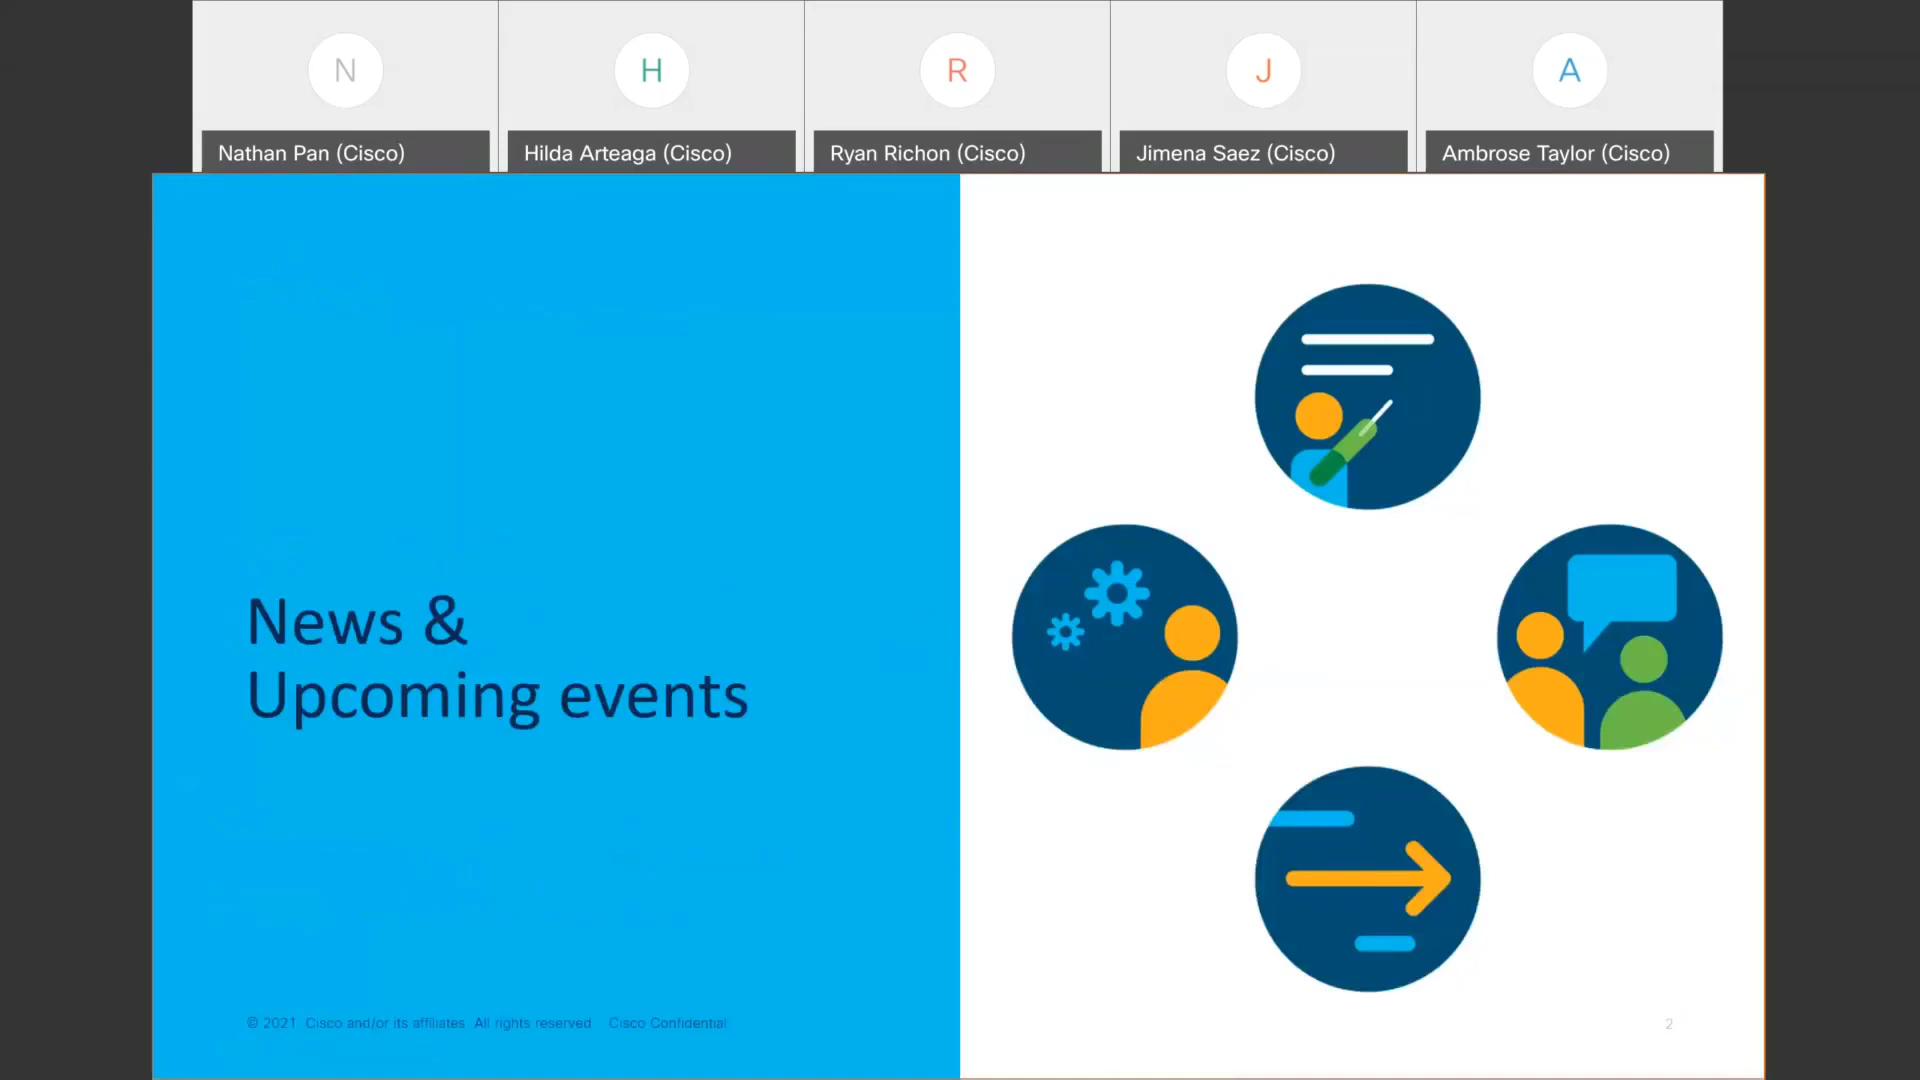 N
H
R
J
A
Nathan Pan (Cisco)
Hilda Arteaga (Cisco)
Ryan Richon (Cisco)
Jimena Saez (Cisco)
Ambrose Taylor (Cisco)
News &
Upcoming events
© 2021 Cisco and/or its affiliates All rights reserved Cisco Confidential
2